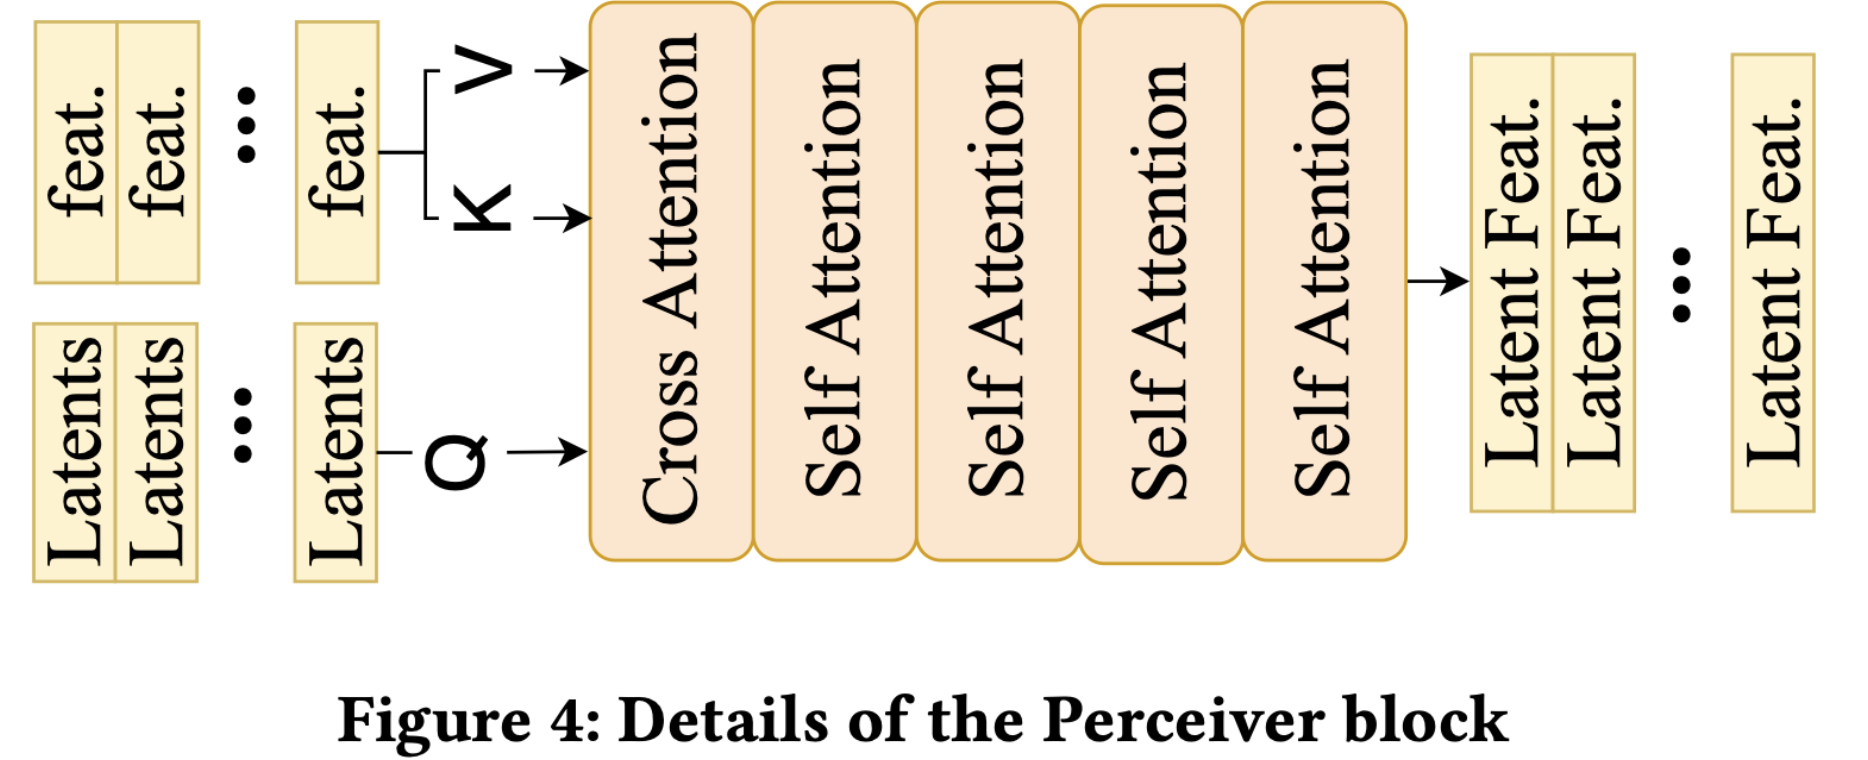 feat.
feat.
feat.
V
K
Latents
Latents
Latents
Q
Cross Attention
Self Attention
Self Attention
Self Attention
Self Attention
Latent Feat.
Latent Feat.
Latent Feat.
Figure 4: Details of the Perceiver block